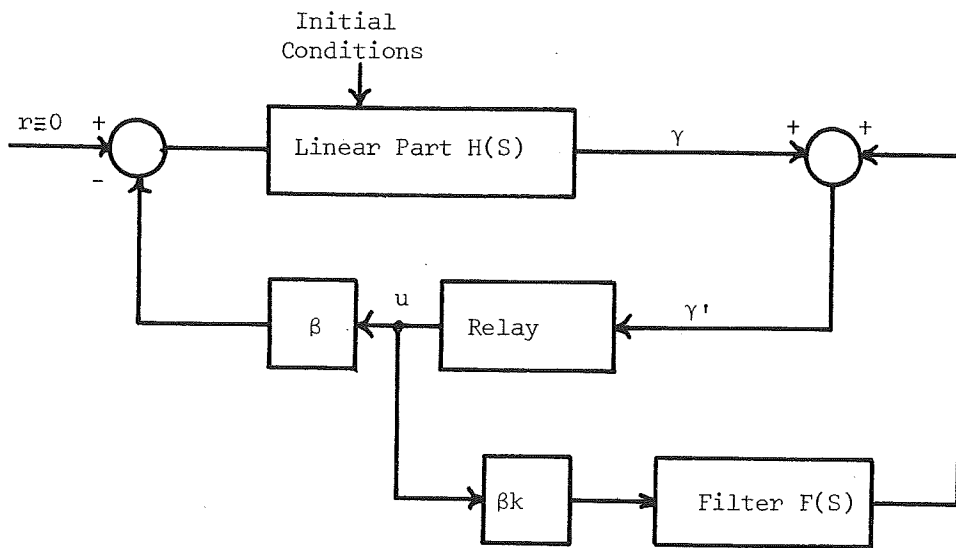 Initial
Conditions
r≡0
+
-
Linear Part H(S)
γ
+
+
β
u
Relay
γ'
βk
Filter F(S)